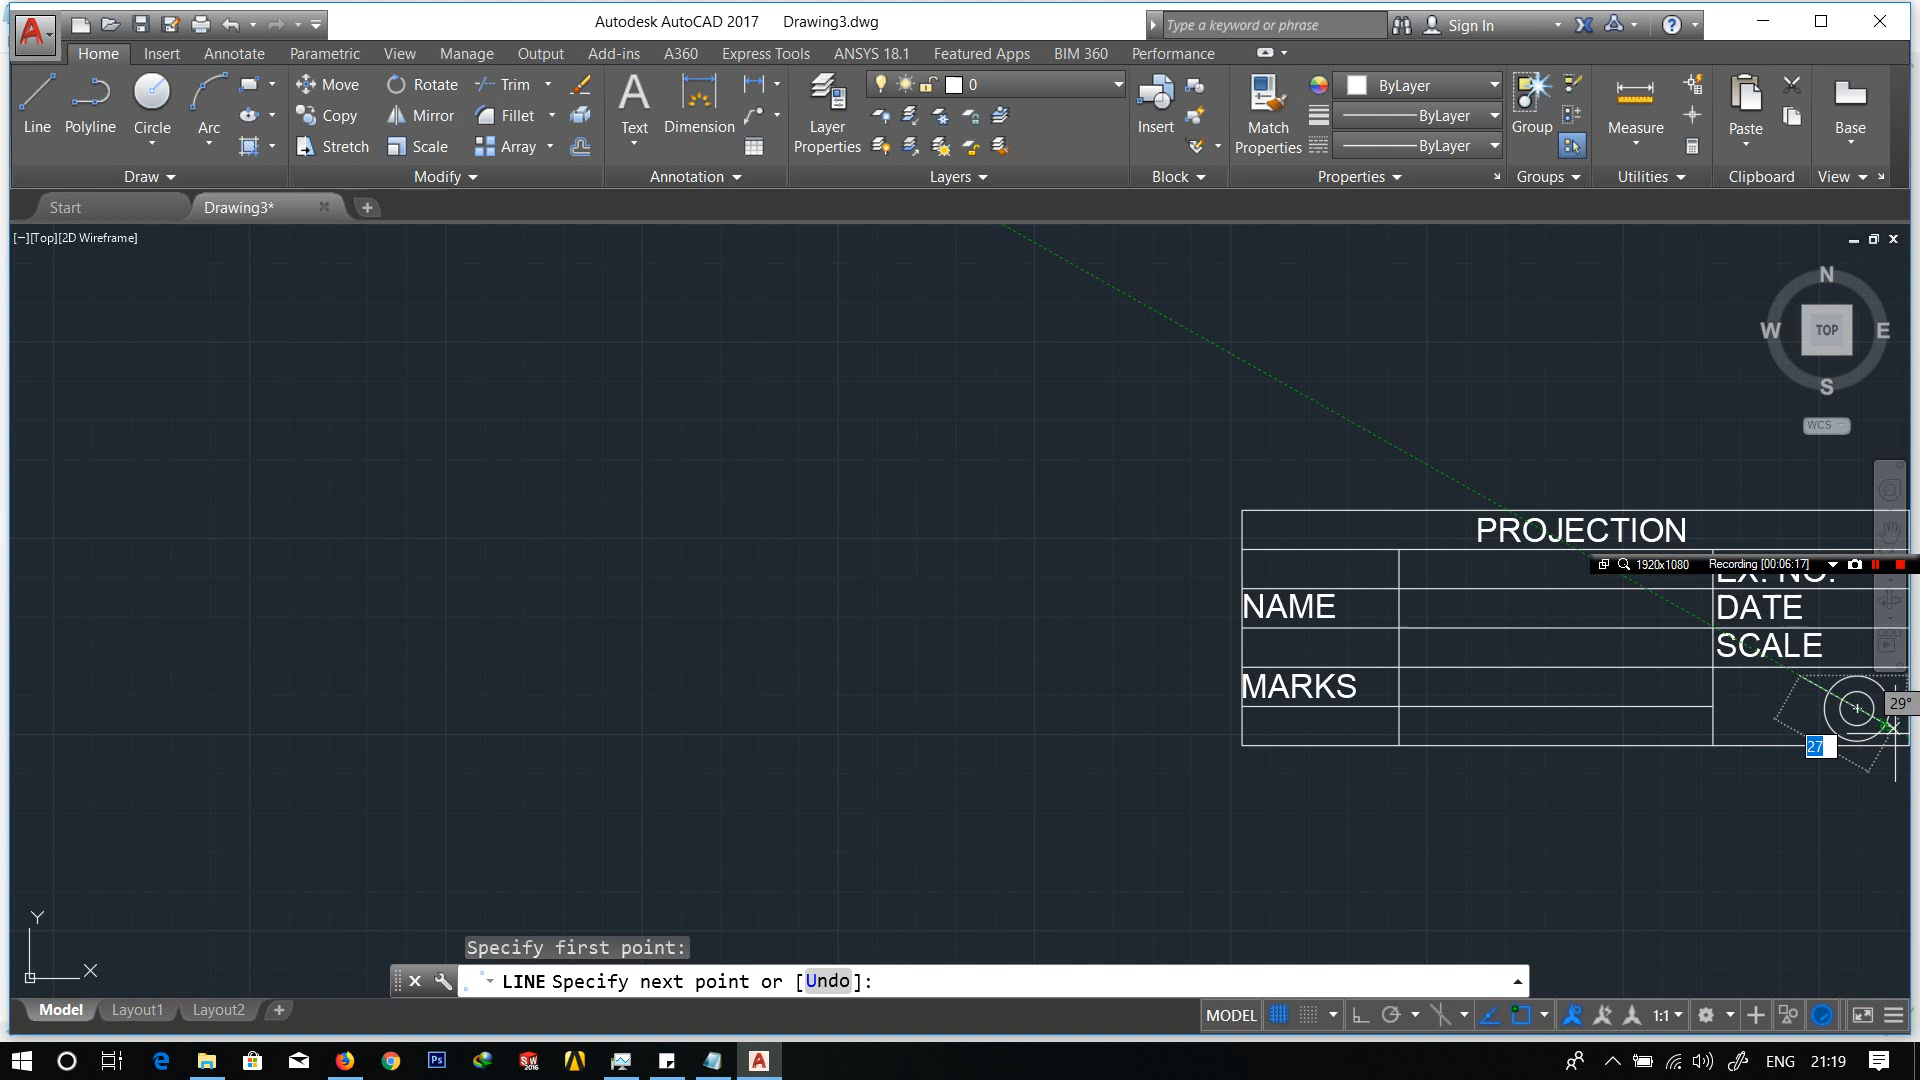 Autodesk AutoCAD 2017 Drawing3.dwg
Type a keyword or phrase
Sign In
Home Insert Annotate Parametric View Manage Output Add-ins A360 Express Tools ANSYS 18.1 Featured Apps BIM 360 Performance
Line Polyline Circle Arc
Draw
Move Rotate Trim
Copy Mirror Fillet
Stretch Scale Array
Modify
Text Dimension
Annotation
Layer Properties
0
Layers
Insert
Block
Match Properties
ByLayer
ByLayer
ByLayer
Properties
Group
Groups
Measure
Utilities
Paste
Clipboard
Base
View
Start Drawing3*
[−][Top][2D Wireframe]
N
W TOP E
S
WCS
PROJECTION
1920x1080 Recording [00:06:17]
EX. NO.
NAME DATE
SCALE
MARKS
29°
27
Y
X
Specify first point:
LINE Specify next point or [Undo]:
Model Layout1 Layout2
MODEL 1:1
ENG 21:19